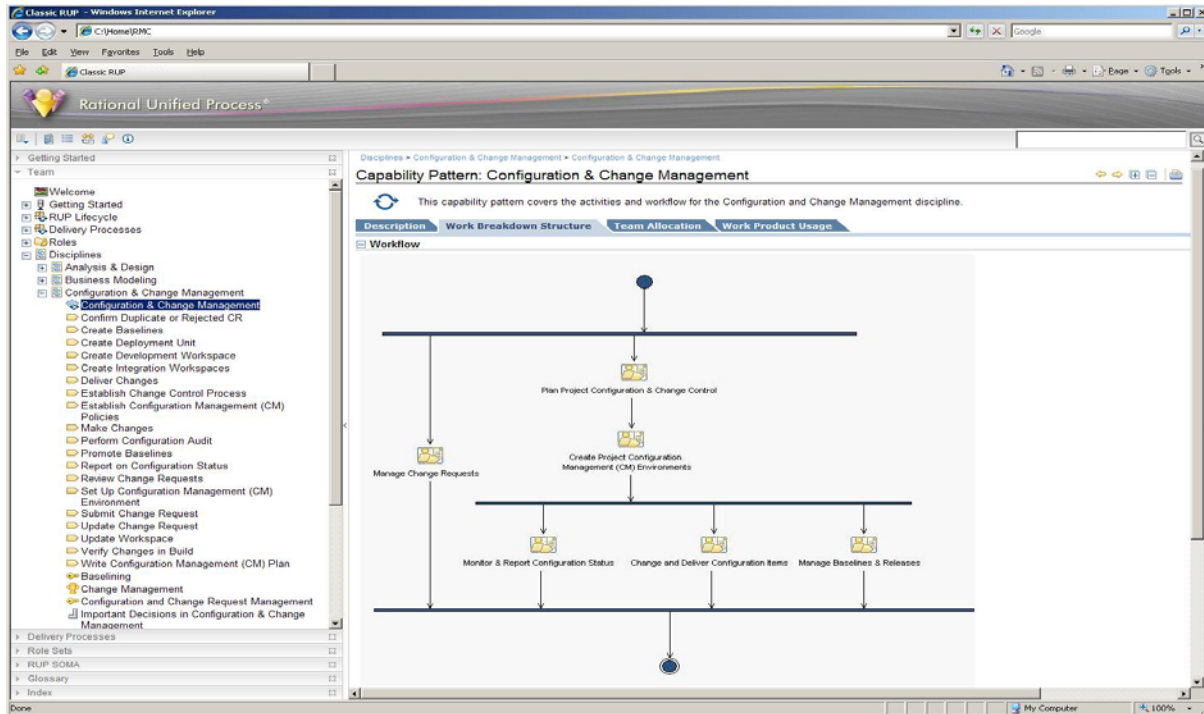 Classic RUP - Windows Internet Explorer
C:\Home\RMC
Google
File Edit View Favorites Tools Help
Classic RUP
Page Tools
Rational Unified Process®
Getting Started
Team
Welcome
Getting Started
RUP Lifecycle
Delivery Processes
Roles
Disciplines
Analysis & Design
Business Modeling
Configuration & Change Management
Configuration & Change Management
Confirm Duplicate or Rejected CR
Create Baselines
Create Deployment Unit
Create Development Workspace
Create Integration Workspaces
Deliver Changes
Establish Change Control Process
Establish Configuration Management (CM)
Policies
Make Changes
Perform Configuration Audit
Promote Baselines
Report on Configuration Status
Review Change Requests
Set Up Configuration Management (CM)
Environment
Submit Change Request
Update Change Request
Update Workspace
Verify Changes in Build
Write Configuration Management (CM) Plan
Baselining
Change Management
Configuration and Change Request Management
Important Decisions in Configuration & Change
Management
Delivery Processes
Role Sets
RUP SOMA
Glossary
Index
Disciplines > Configuration & Change Management > Configuration & Change Management
Capability Pattern: Configuration & Change Management
This capability pattern covers the activities and workflow for the Configuration and Change Management discipline.
Description Work Breakdown Structure Team Allocation Work Product Usage
Workflow
Plan Project Configuration & Change Control
Create Project Configuration
Management (CM) Environments
Manage Change Requests
Monitor & Report Configuration Status Change and Deliver Configuration Items Manage Baselines & Releases
Done My Computer 100%